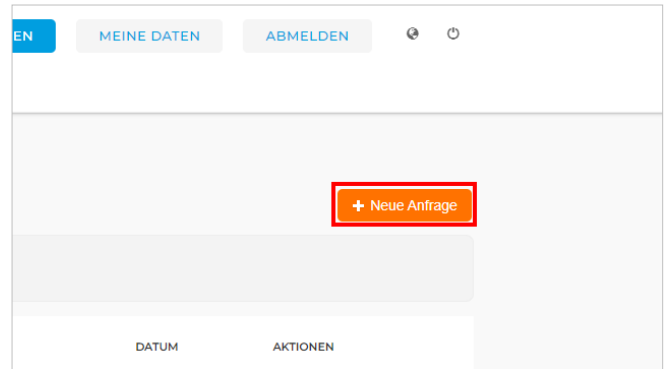 EN MEINE DATEN ABMELDEN
+ Neue Anfrage
DATUM AKTIONEN